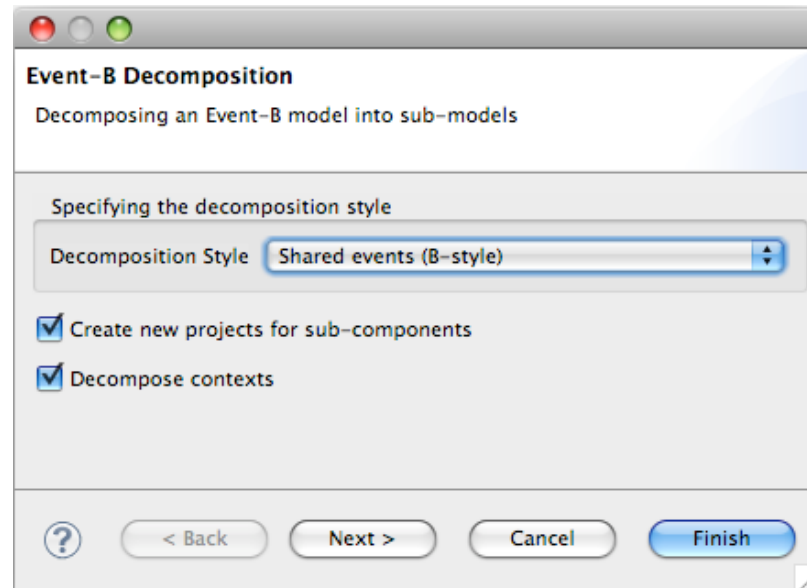 Event-B Decomposition
Decomposing an Event-B model into sub-models
Specifying the decomposition style
Decomposition Style Shared events (B-style)
Create new projects for sub-components
Decompose contexts
? < Back Next > Cancel Finish